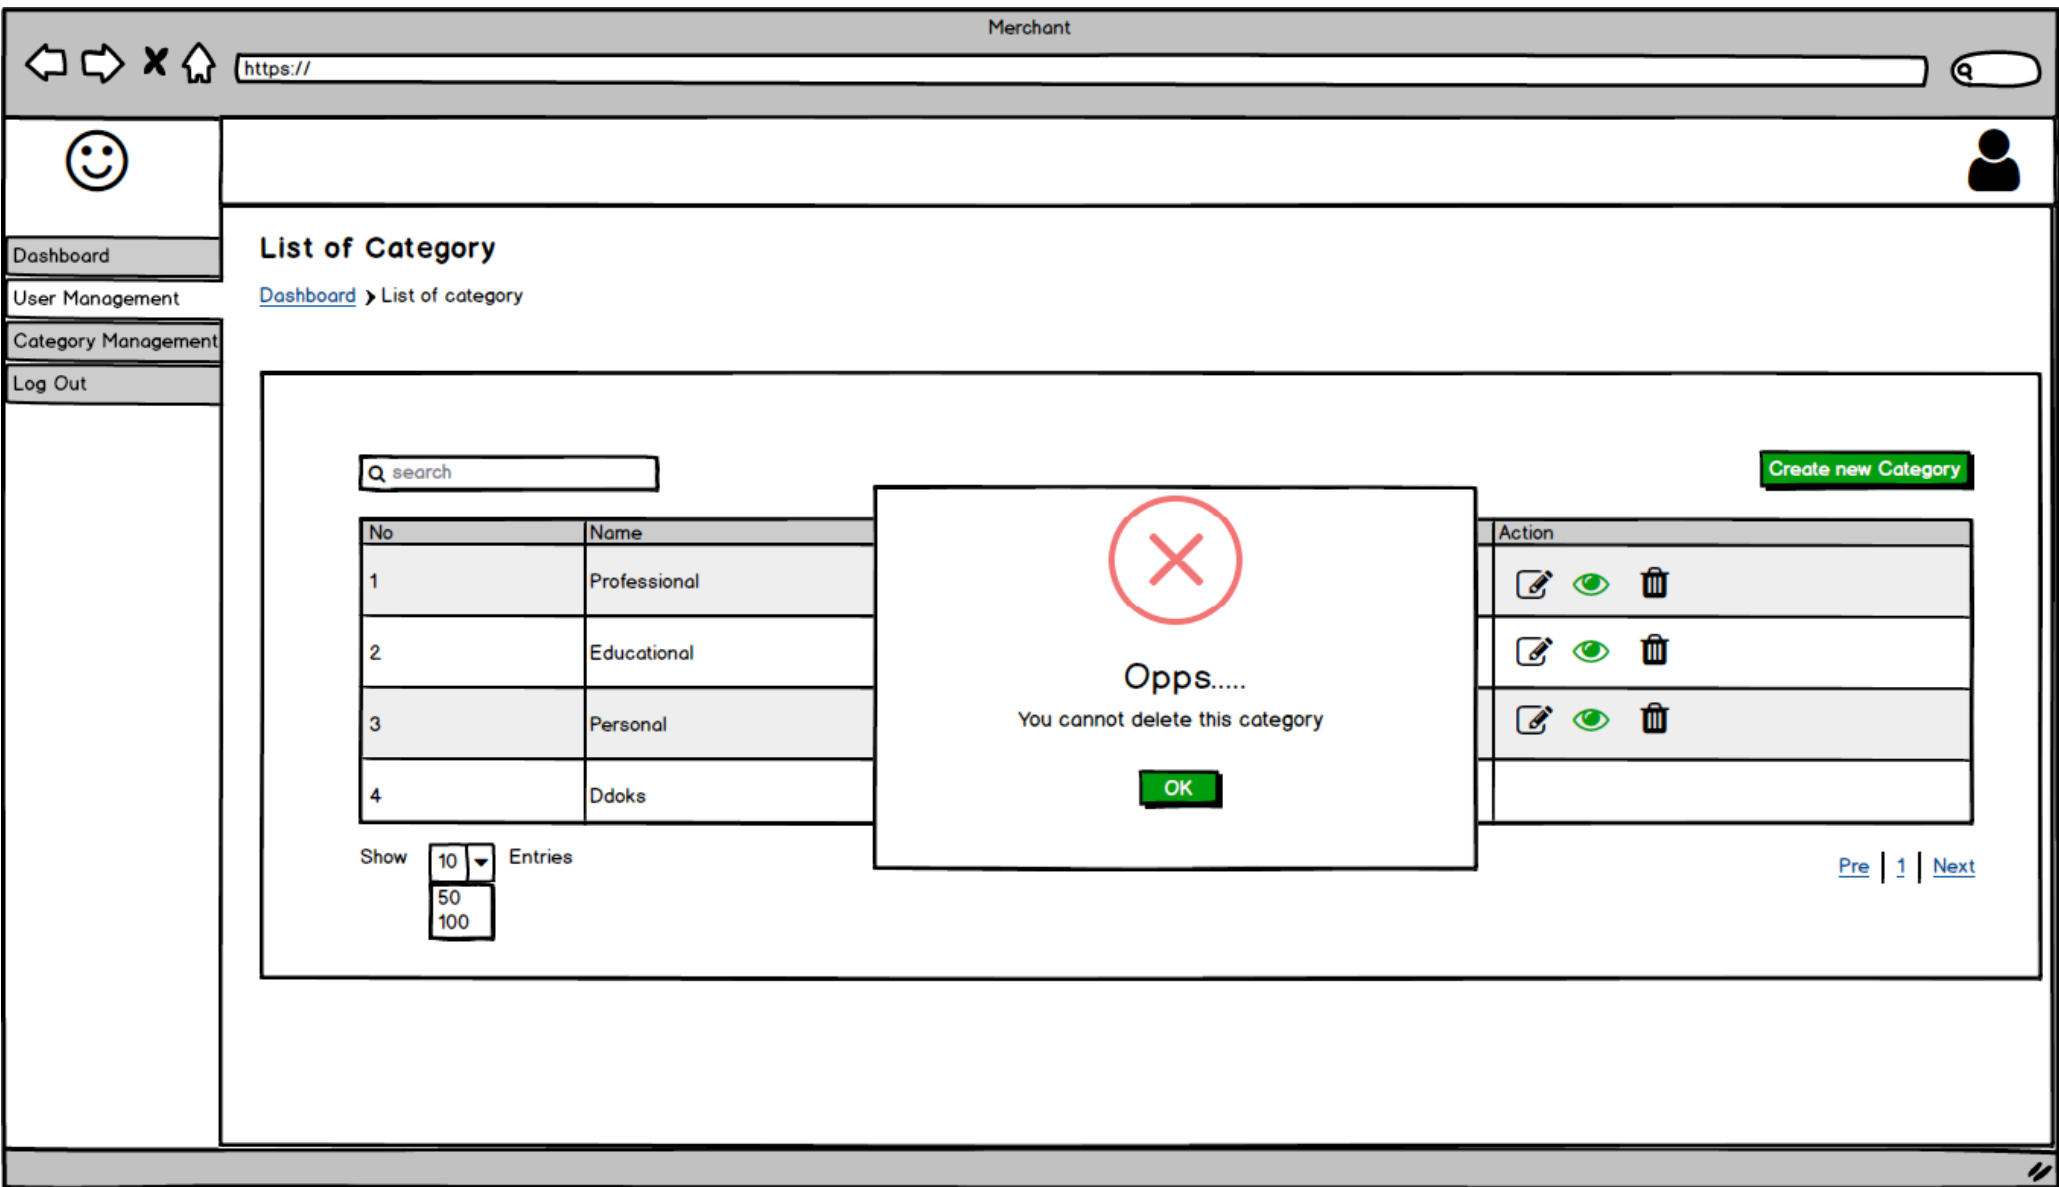 Merchant
https://
Dashboard
User Management
Category Management
Log Out
List of Category
Dashboard > List of category
search
Create new Category
No Name Action
1 Professional
2 Educational
3 Personal
4 Ddoks
Opps.....
You cannot delete this category
OK
Show 10 Entries
50
100
Pre 1 Next